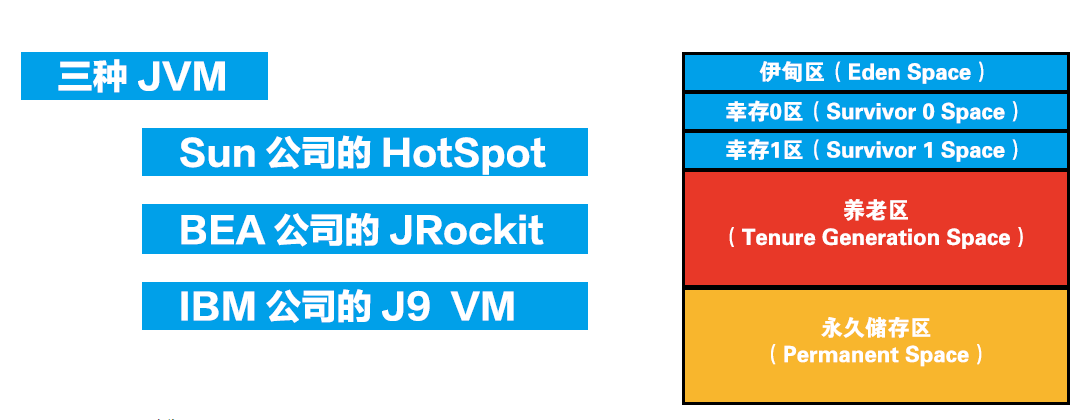 三种 JVM
Sun 公司的 HotSpot
BEA 公司的 JRockit
IBM 公司的 J9 VM
伊甸区（Eden Space）
幸存0区（Survivor 0 Space）
幸存1区（Survivor 1 Space）
养老区
（Tenure Generation Space）
永久储存区
（Permanent Space）